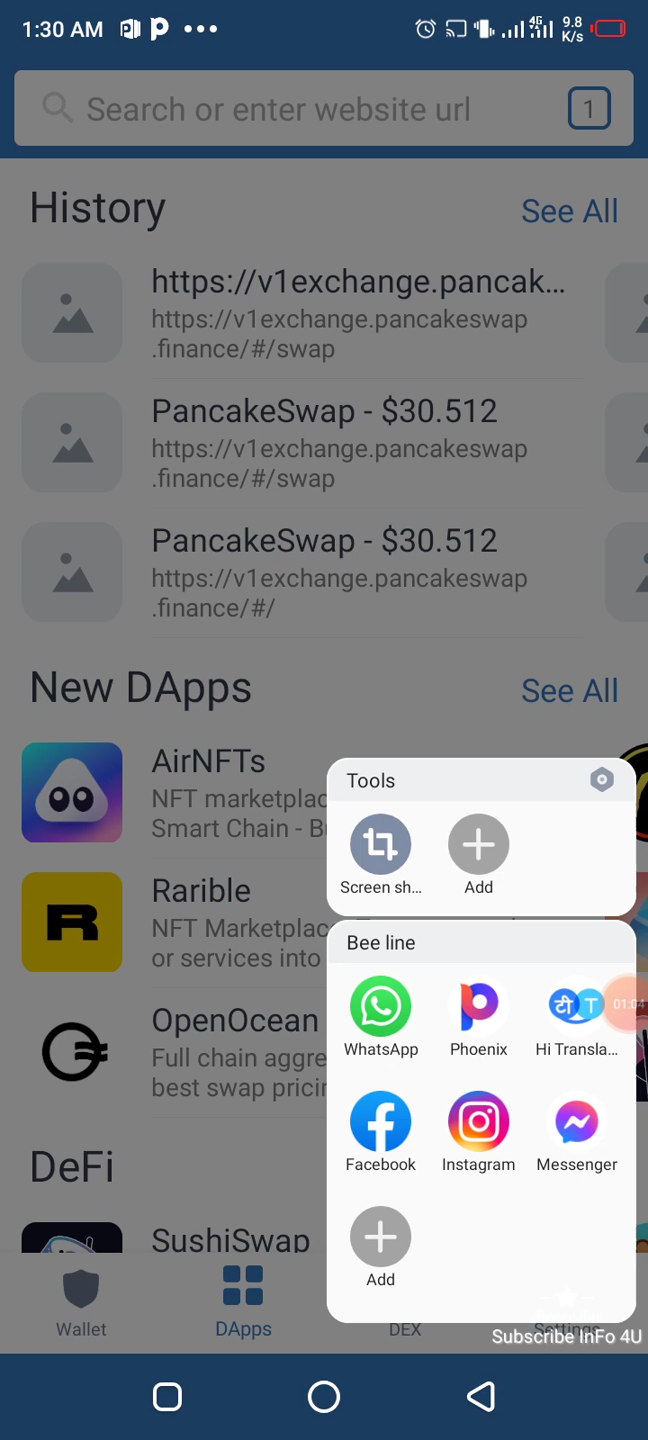 1:30 AM
4G
9.8
K/s
Search or enter website url
1
History
See All
https://v1exchange.pancak...
https://v1exchange.pancakeswap
.finance/#/swap
PancakeSwap - $30.512
https://v1exchange.pancakeswap
.finance/#/swap
PancakeSwap - $30.512
https://v1exchange.pancakeswap
.finance/#/
New DApps
See All
AirNFTs
NFT marketplac
Smart Chain - B
Rarible
NFT Marketplac
or services into
OpenOcean
Full chain aggre
best swap pricin
DeFi
SushiSwap
Tools
Screen sh...
Add
Bee line
टी T
01:04
WhatsApp
Phoenix
Hi Transla...
Facebook
Instagram
Messenger
Add
Wallet
DApps
DEX
Settings
Subscribe InFo 4U